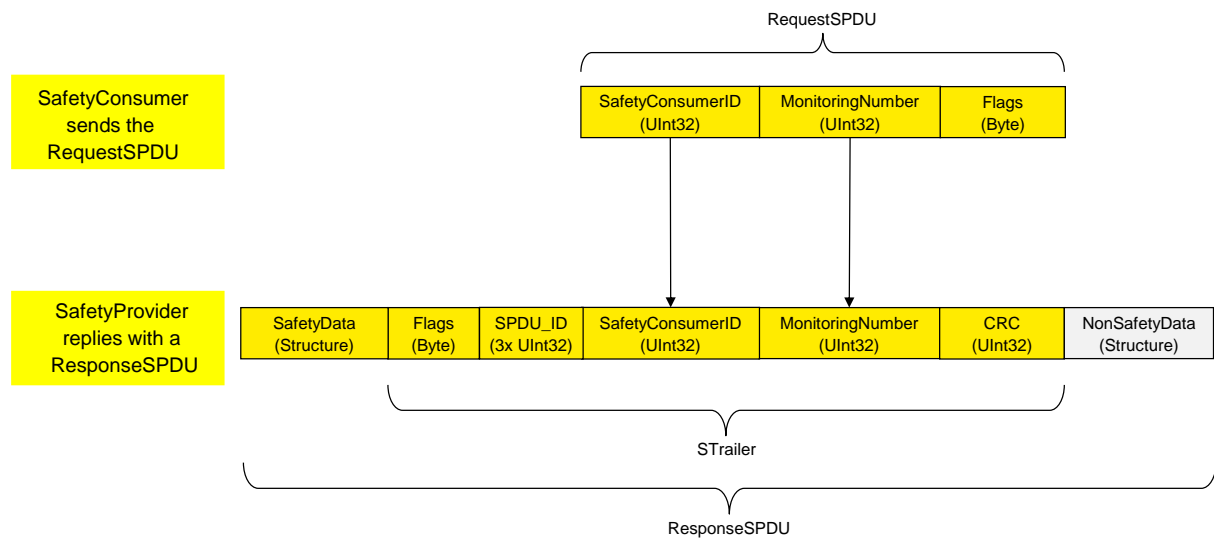 RequestSPDU
SafetyConsumer
sends the
RequestSPDU
SafetyConsumerID
(UInt32)
MonitoringNumber
(UInt32)
Flags
(Byte)
SafetyProvider
replies with a
ResponseSPDU
SafetyData
(Structure)
Flags
(Byte)
SPDU_ID
(3x UInt32)
SafetyConsumerID
(UInt32)
MonitoringNumber
(UInt32)
CRC
(UInt32)
NonSafetyData
(Structure)
STrailer
ResponseSPDU